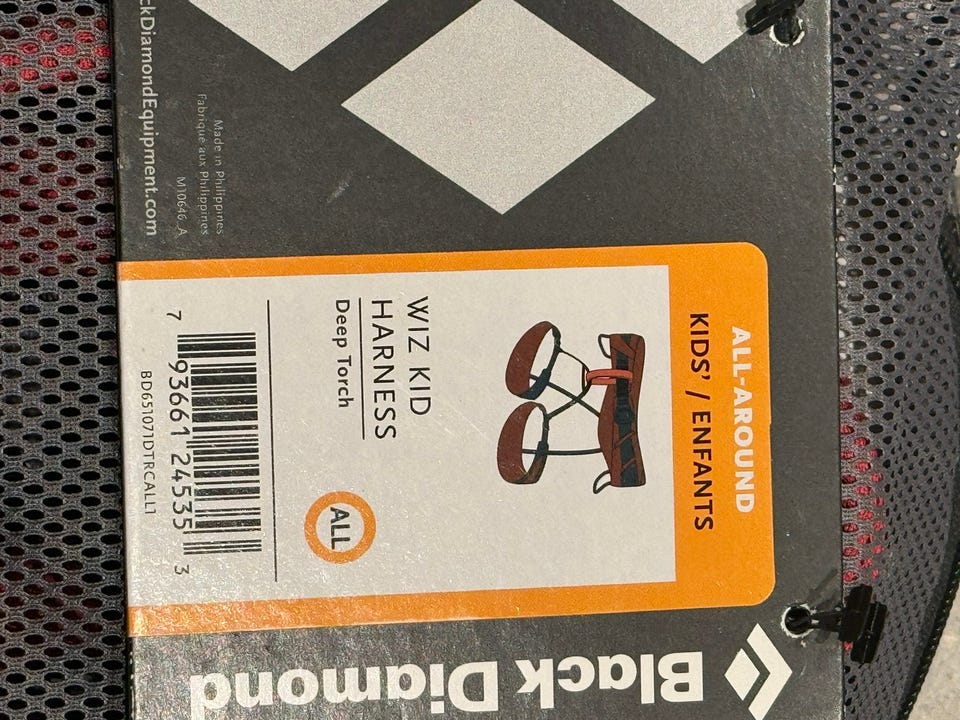 ALL-AROUND
KIDS' / ENFANTS
WIZ KID
HARNESS
Deep Torch
ALL
7 93661 24535 3
BD651071DTRCALL1
Made in Philippines
Fabriqué aux Philippines
M10646_A
ckDiamondEquipment.com
Black Diamond